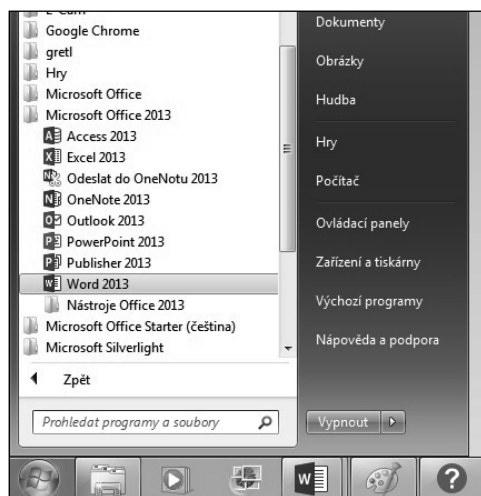 E-Cam
Google Chrome
gretl
Hry
Microsoft Office
Microsoft Office 2013
Access 2013
Excel 2013
Odeslat do OneNotu 2013
OneNote 2013
Outlook 2013
PowerPoint 2013
Publisher 2013
Word 2013
Nástroje Office 2013
Microsoft Office Starter (čeština)
Microsoft Silverlight
Zpět
Prohledat programy a soubory
Dokumenty
Obrázky
Hudba
Hry
Počítač
Ovládací panely
Zařízení a tiskárny
Výchozí programy
Nápověda a podpora
Vypnout